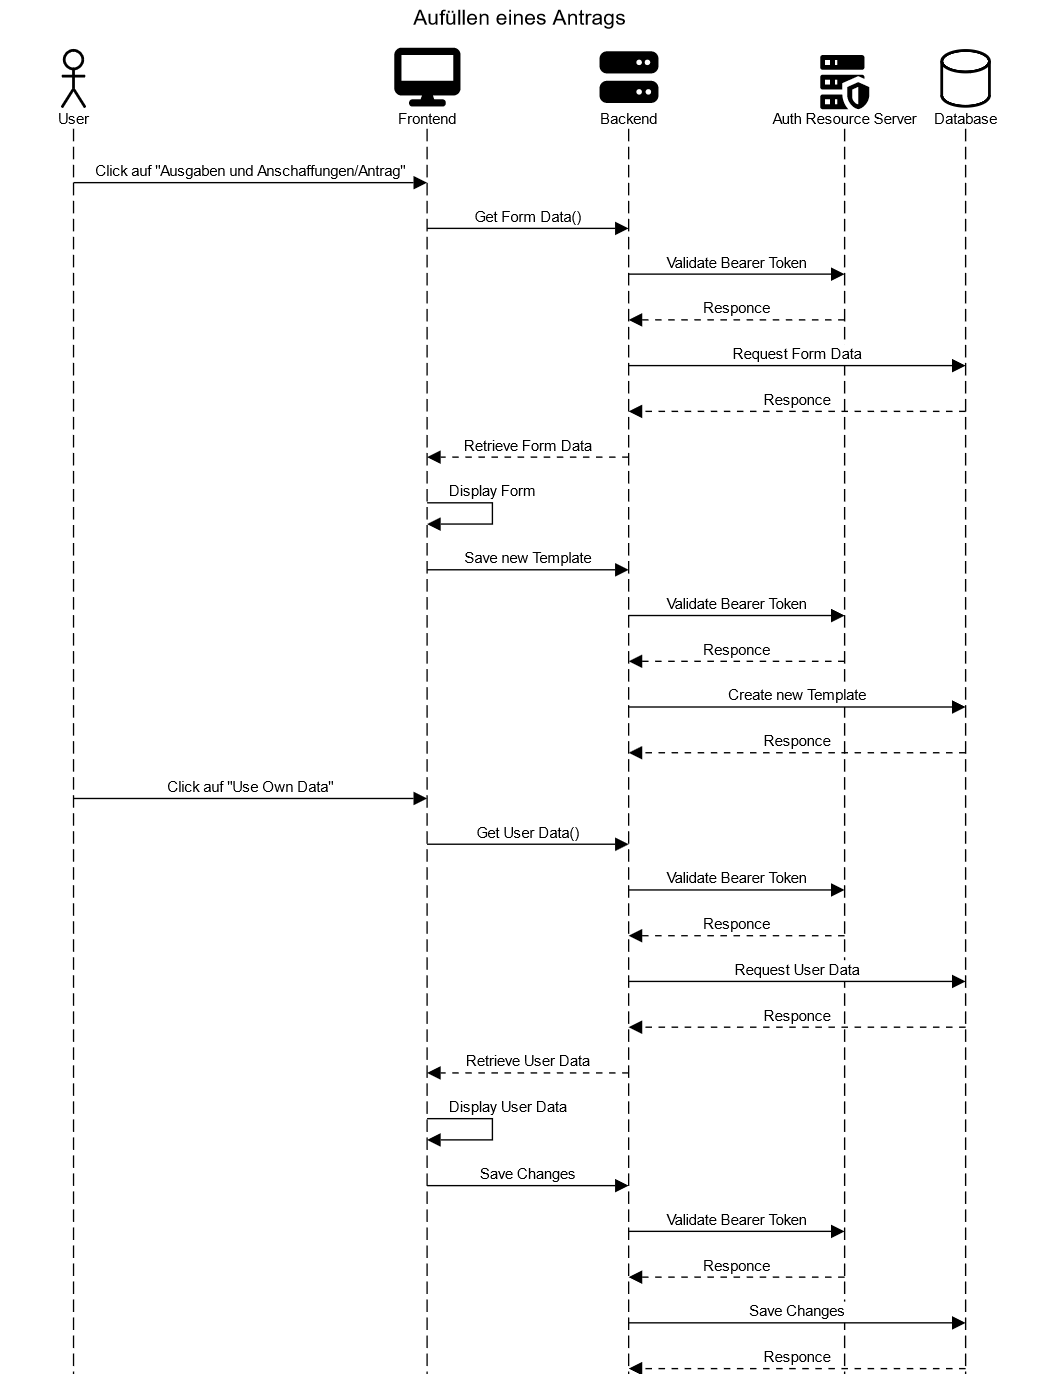 Aufüllen eines Antrags
User
Frontend
Backend
Auth Resource Server
Database
Click auf "Ausgaben und Anschaffungen/Antrag"
Get Form Data()
Validate Bearer Token
Responce
Request Form Data
Responce
Retrieve Form Data
Display Form
Save new Template
Validate Bearer Token
Responce
Create new Template
Responce
Click auf "Use Own Data"
Get User Data()
Validate Bearer Token
Responce
Request User Data
Responce
Retrieve User Data
Display User Data
Save Changes
Validate Bearer Token
Responce
Save Changes
Responce